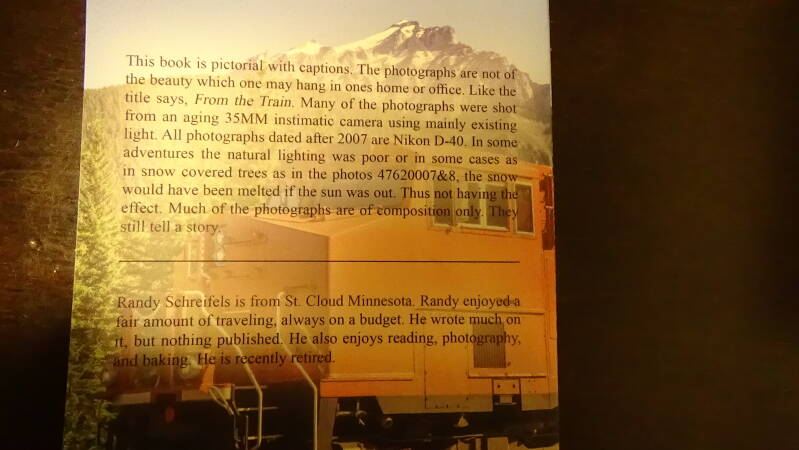 This book is pictorial with captions. The photographs are not of
the beauty which one may hang in ones home or office. Like the
title says, From the Train. Many of the photographs were shot
from an aging 35MM instimatic camera using mainly existing
light. All photographs dated after 2007 are Nikon D-40. In some
adventures the natural lighting was poor or in some cases as
in snow covered trees as in the photos 47620007&8, the snow
would have been melted if the sun was out. Thus not having the
effect. Much of the photographs are of composition only. They
still tell a story.
Randy Schreifels is from St. Cloud Minnesota. Randy enjoyed a
fair amount of traveling, always on a budget. He wrote much on
it, but nothing published. He also enjoys reading, photography,
and baking. He is recently retired.